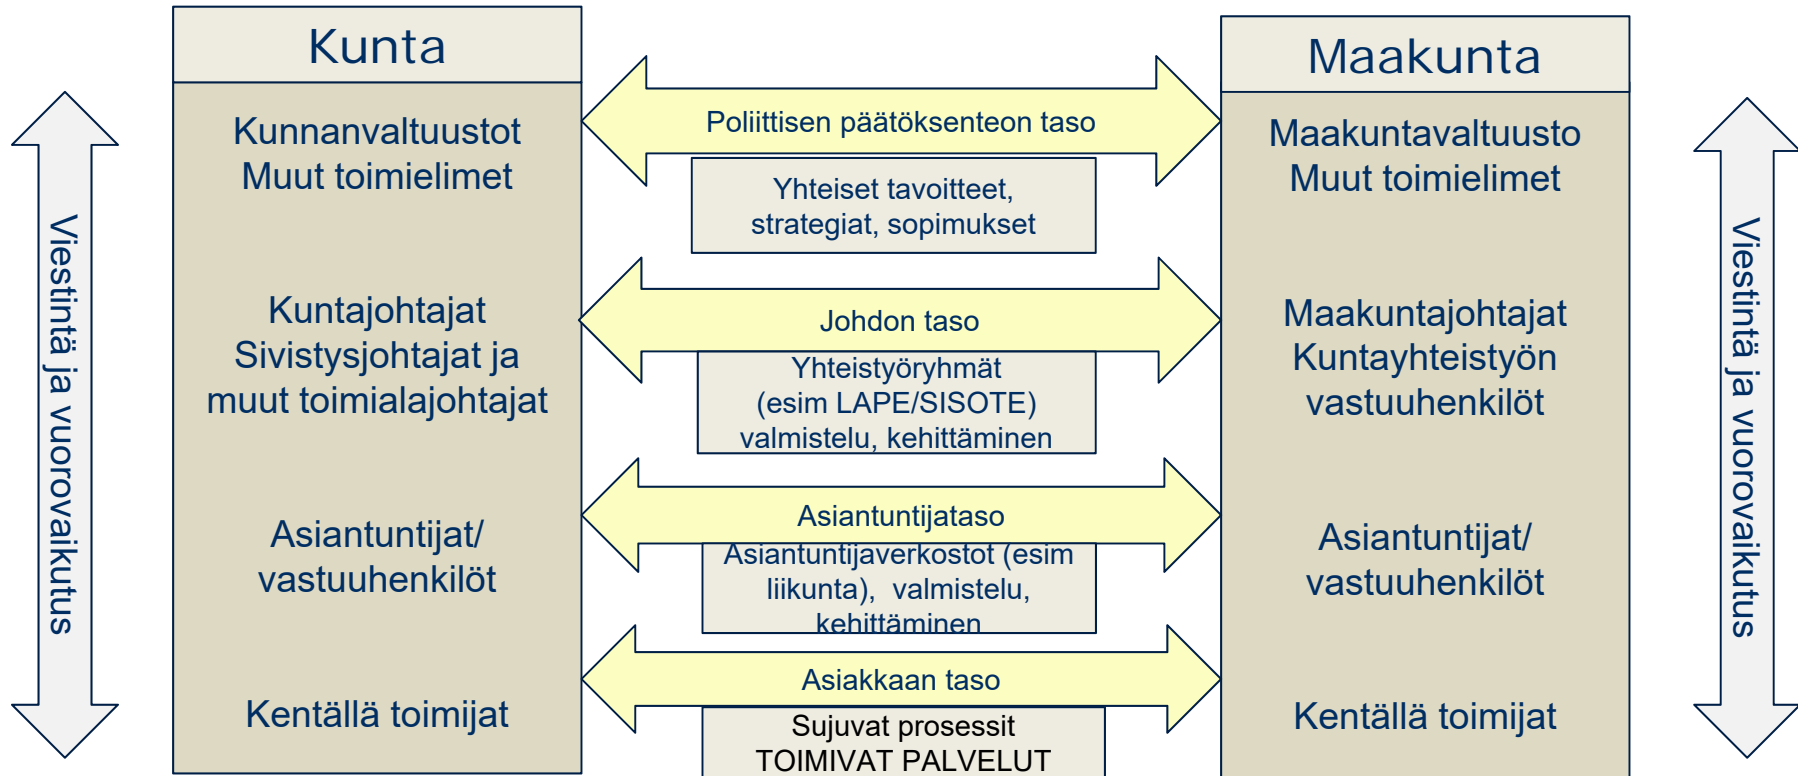 Kunta
Maakunta
Viestintä ja vuorovaikutus
Kunnanvaltuustot
Muut toimielimet
Poliittisen päätöksenteon taso
Yhteiset tavoitteet,
strategiat, sopimukset
Maakuntavaltuusto
Muut toimielimet
Kuntajohtajat
Sivistysjohtajat ja
muut toimialajohtajat
Johdon taso
Yhteistyöryhmät
(esim LAPE/SISOTE)
valmistelu, kehittäminen
Maakuntajohtajat
Kuntayhteistyön
vastuuhenkilöt
Asiantuntijat/
vastuuhenkilöt
Asiantuntijataso
Asiantuntijaverkostot (esim
liikunta), valmistelu,
kehittäminen
Asiantuntijat/
vastuuhenkilöt
Kentällä toimijat
Asiakkaan taso
Sujuvat prosessit
TOIMIVAT PALVELUT
Kentällä toimijat
Viestintä ja vuorovaikutus